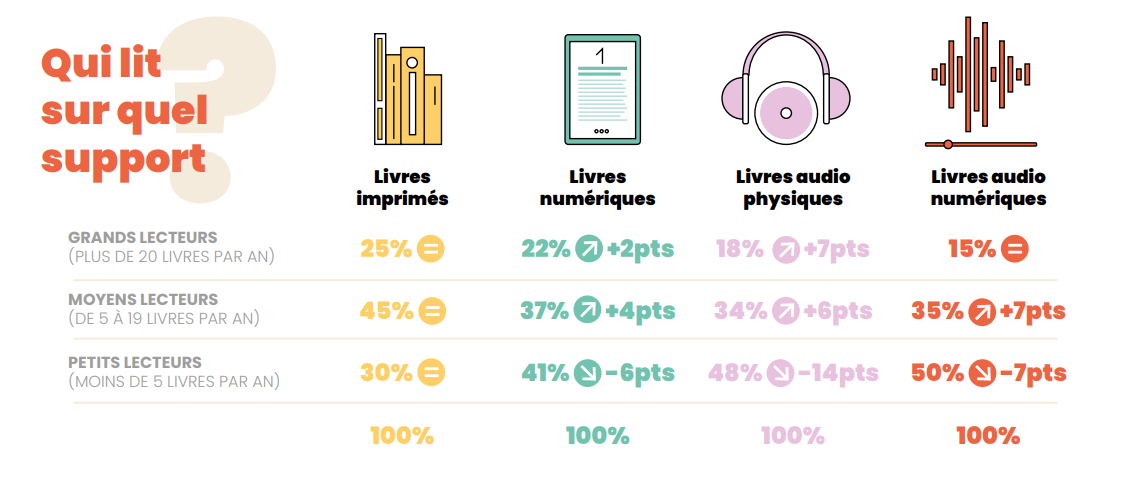 Qui lit
sur quel
support
?
1
Livres
imprimés
Livres
numériques
Livres audio
physiques
Livres audio
numériques
GRANDS LECTEURS
(PLUS DE 20 LIVRES PAR AN)
25% =
22% +2pts
18% +7pts
15% =
MOYENS LECTEURS
(DE 5 À 19 LIVRES PAR AN)
45% =
37% +4pts
34% +6pts
35% +7pts
PETITS LECTEURS
(MOINS DE 5 LIVRES PAR AN)
30% =
41% -6pts
48% -14pts
50% -7pts
100%
100%
100%
100%